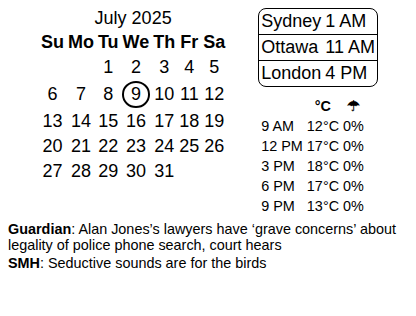 July 2025
Su Mo Tu We Th Fr Sa
1 2 3 4 5
6 7 8 9 10 11 12
13 14 15 16 17 18 19
20 21 22 23 24 25 26
27 28 29 30 31
Sydney 1 AM
Ottawa 11 AM
London 4 PM
°C ☂
9 AM 12°C 0%
12 PM 17°C 0%
3 PM 18°C 0%
6 PM 17°C 0%
9 PM 13°C 0%
Guardian: Alan Jones’s lawyers have ‘grave concerns’ about
legality of police phone search, court hears
SMH: Seductive sounds are for the birds